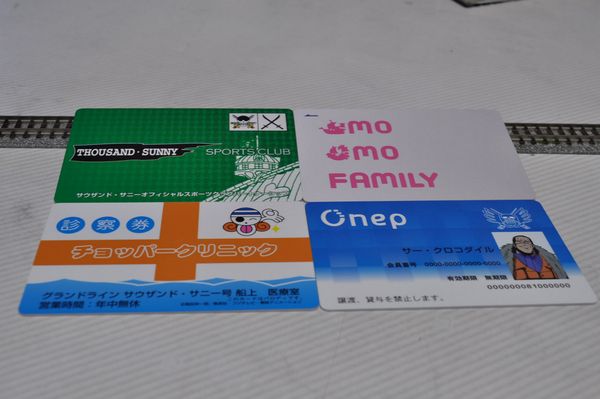 THOUSAND・SUNNY SPORTS CLUB
サウザンド・サニーオフィシャルスポーツクラブ
MO
MO
FAMILY
診察券
チョッパークリニック
グランドライン サウザンド・サニー号 船上 医療室
営業時間:年中無休
Onep
サー・クロコダイル
会員番号 0000-0000-0000-0000
有効期間 無期限
000000081000000
譲渡、貸与を禁止します。